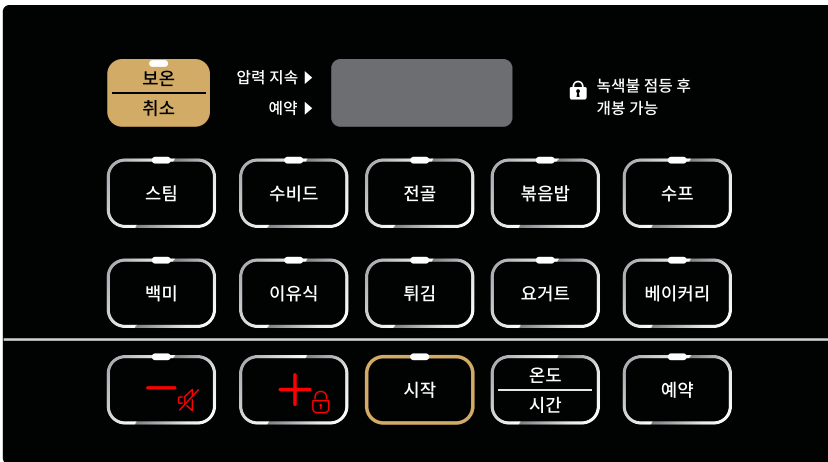 보온
취소
압력 지속
예약
녹색불 점등 후
개봉 가능
스팀
수비드
전골
볶음밥
수프
백미
이유식
튀김
요거트
베이커리
시작
온도
시간
예약